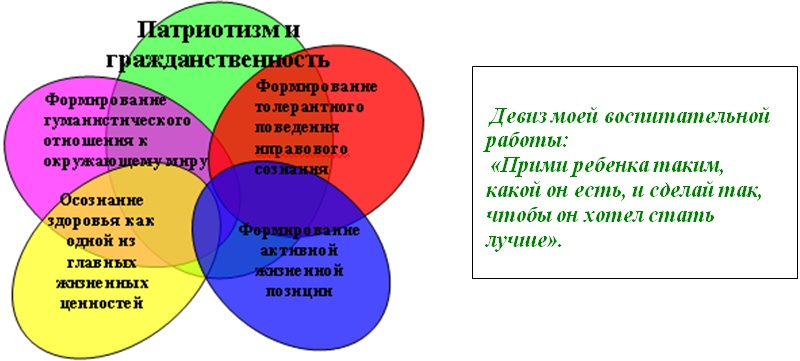 Патриотизм и
гражданственность
Формирование
гуманистического
отношения к
окружающему миру
Формирование
толерантного
поведения
иправового
сознания
Осознание
здоровья как
одной из
главных
жизненных
ценностей
Формирование
активной
жизненной
позиции
Девиз моей воспитательной
работы:
«Прими ребенка таким,
какой он есть, и сделай так,
чтобы он хотел стать
лучше».